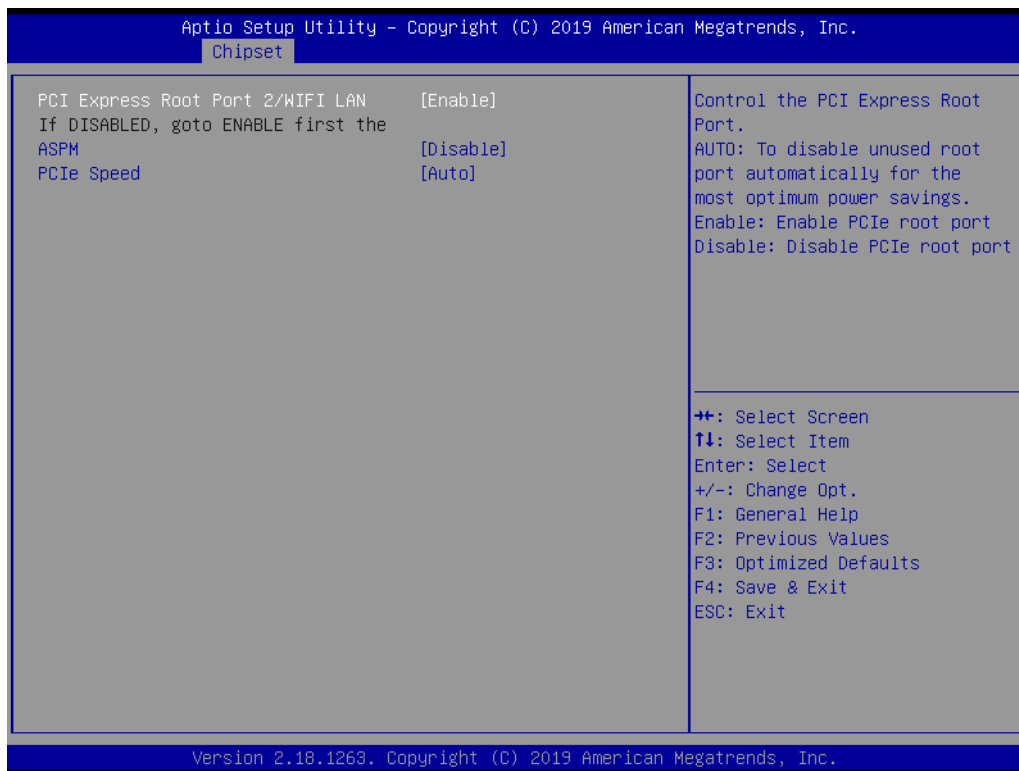 Aptio Setup Utility – Copyright (C) 2019 American Megatrends, Inc.
Chipset
PCI Express Root Port 2/WIFI LAN [Enable]
If DISABLED, goto ENABLE first the
ASPM [Disable]
PCIe Speed [Auto]
Control the PCI Express Root
Port.
AUTO: To disable unused root
port automatically for the
most optimum power savings.
Enable: Enable PCIe root port
Disable: Disable PCIe root port
→←: Select Screen
↑↓: Select Item
Enter: Select
+/-: Change Opt.
F1: General Help
F2: Previous Values
F3: Optimized Defaults
F4: Save & Exit
ESC: Exit
Version 2.18.1263. Copyright (C) 2019 American Megatrends, Inc.